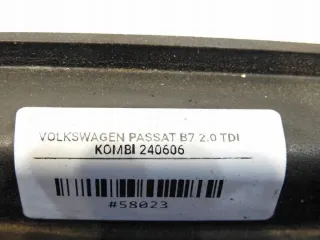 VOLKSWAGEN PASSAT B7 2.0 TDI
KOMBI 240606
#58023